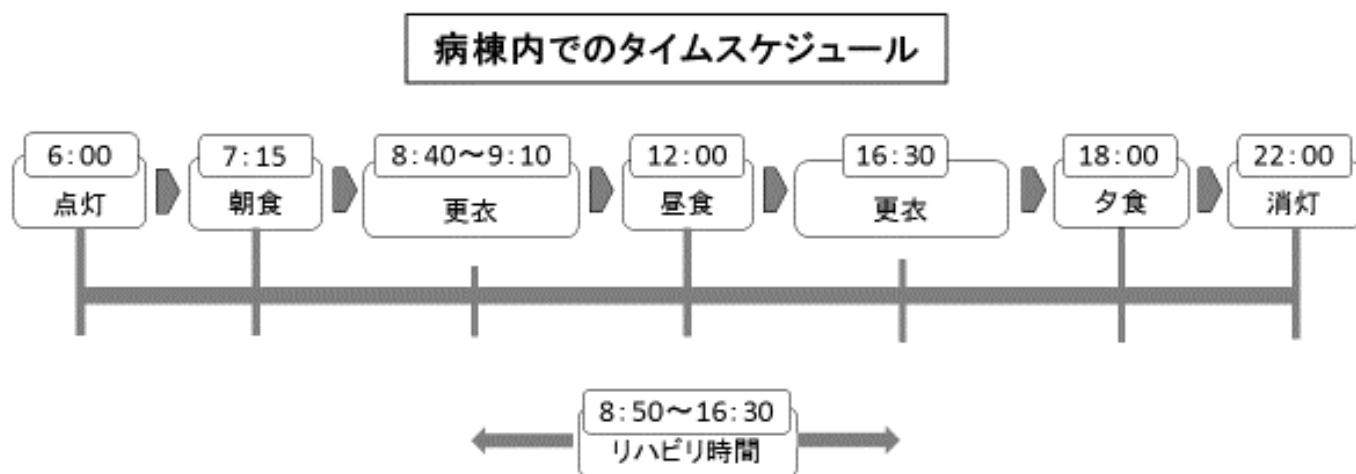 病棟内でのタイムスケジュール
6:00
点灯
7:15
朝食
8:40～9:10
更衣
12:00
昼食
16:30
更衣
18:00
夕食
22:00
消灯
8:50～16:30
リハビリ時間